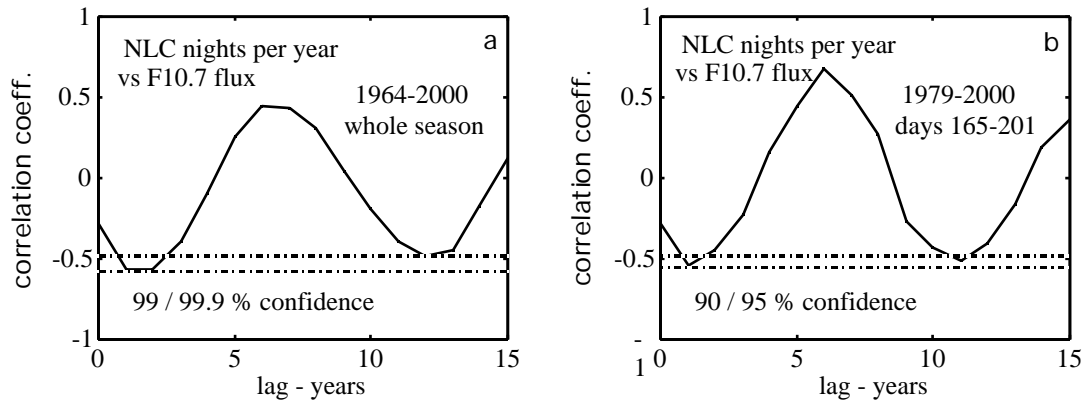 a
NLC nights per year
vs F10.7 flux
1964-2000
whole season
99 / 99.9 % confidence
correlation coeff.
1
0.5
0
-0.5
-1
0 5 10 15
lag - years
b
NLC nights per year
vs F10.7 flux
1979-2000
days 165-201
90 / 95 % confidence
correlation coeff.
1
0.5
0
-0.5
-
1
0 5 10 15
lag - years